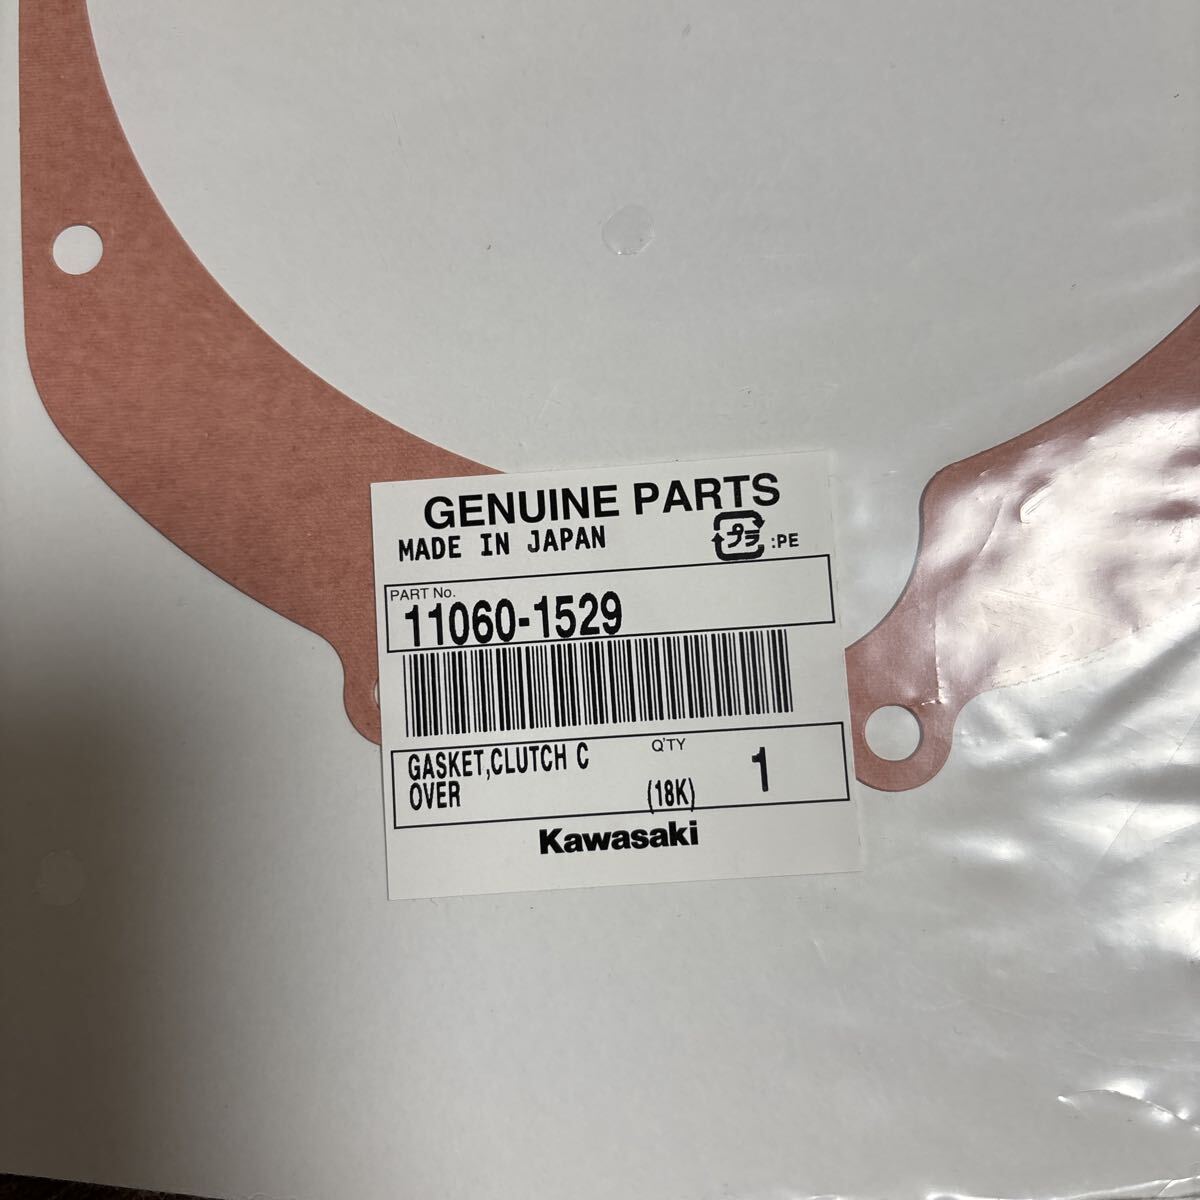 GENUINE PARTS
MADE IN JAPAN
プラ :PE
PART No.
11060-1529
GASKET,CLUTCH C
OVER
Q'TY
(18K)
1
Kawasaki